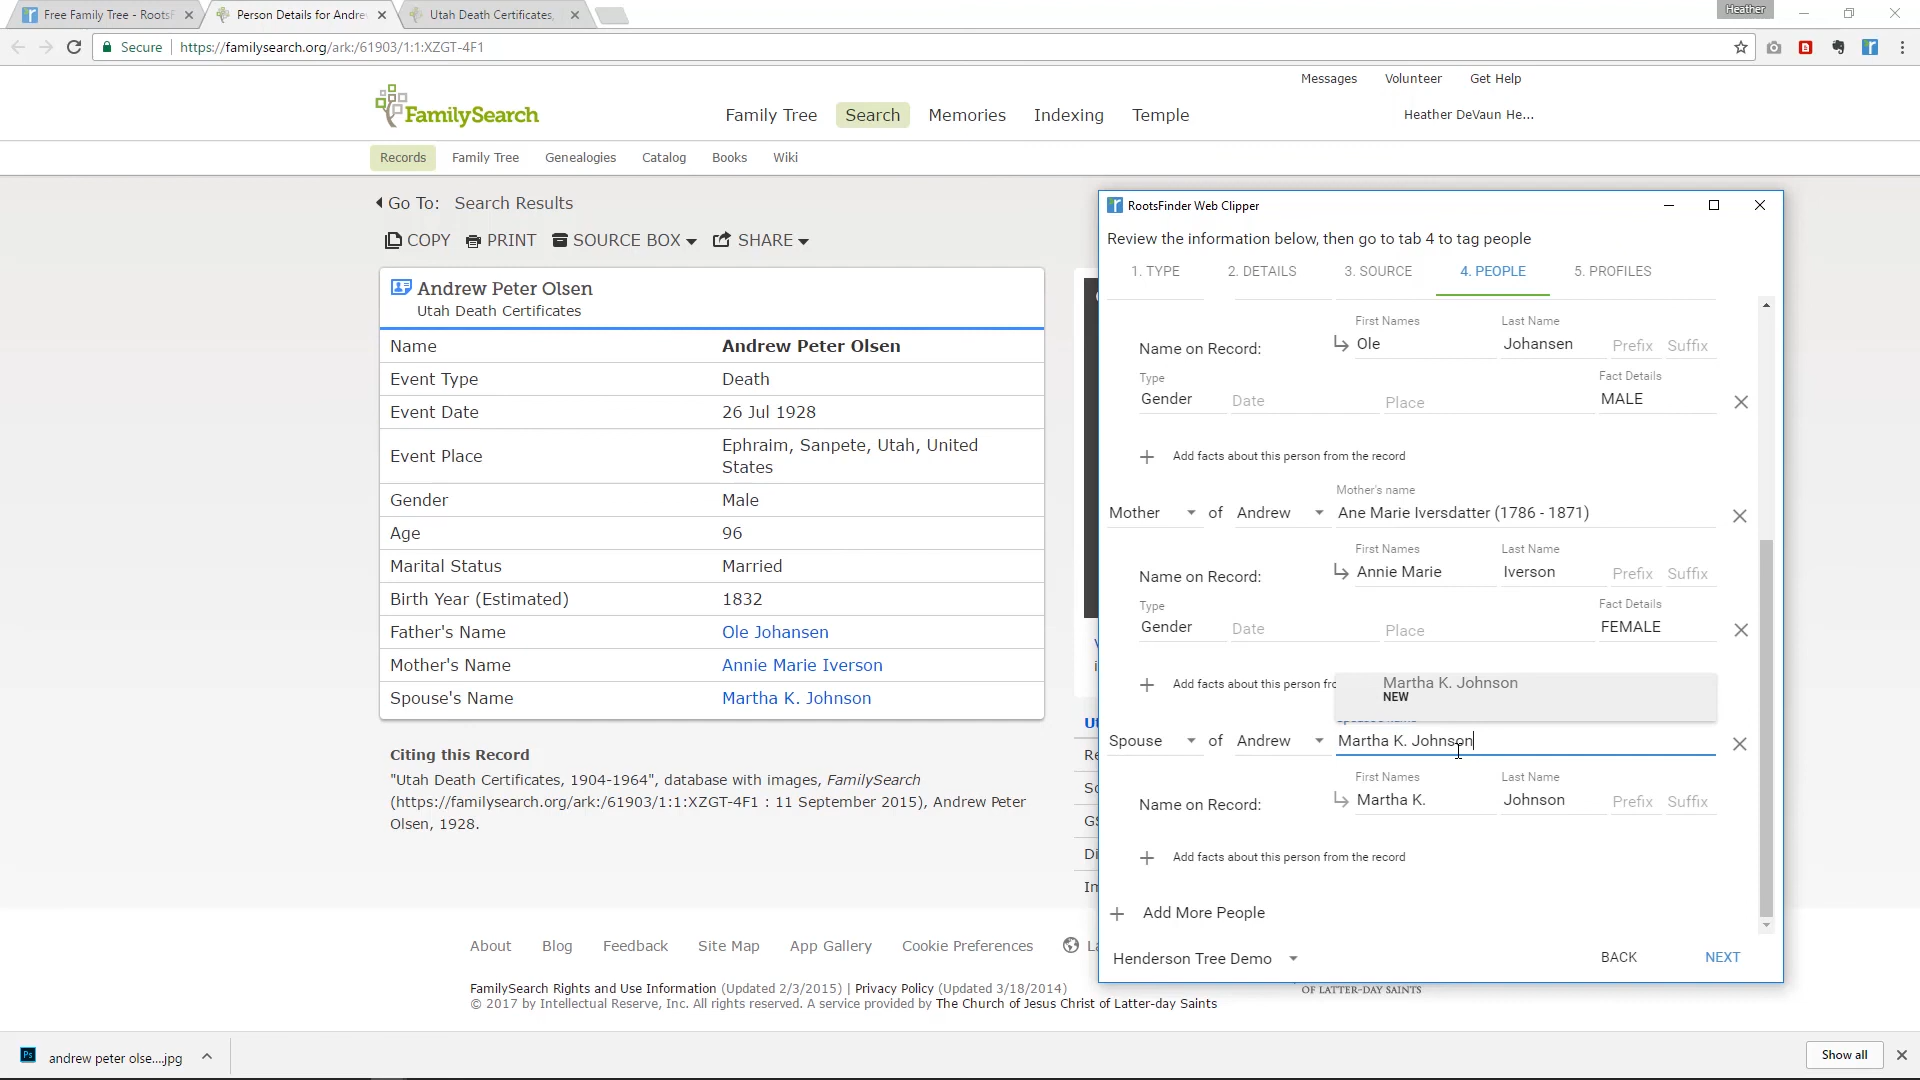 Free Family Tree - RootsF
Person Details for Andre
Utah Death Certificates,
Heather
Secure
https://familysearch.org/ark:/61903/1:1:XZGT-4F1
Messages
Volunteer
Get Help
FamilySearch
Family Tree
Search
Memories
Indexing
Temple
Heather DeVaun He...
Records
Family Tree
Genealogies
Catalog
Books
Wiki
Go To: Search Results
COPY
PRINT
SOURCE BOX
SHARE
Andrew Peter Olsen
Utah Death Certificates
Name Andrew Peter Olsen
Event Type Death
Event Date 26 Jul 1928
Event Place Ephraim, Sanpete, Utah, United
States
Gender Male
Age 96
Marital Status Married
Birth Year (Estimated) 1832
Father's Name Ole Johansen
Mother's Name Annie Marie Iverson
Spouse's Name Martha K. Johnson
Citing this Record
"Utah Death Certificates, 1904-1964", database with images, FamilySearch
(https://familysearch.org/ark:/61903/1:1:XZGT-4F1 : 11 September 2015), Andrew Peter
Olsen, 1928.
Ut
Re
So
GS
Di
Im
RootsFinder Web Clipper
Review the information below, then go to tab 4 to tag people
1. TYPE
2. DETAILS
3. SOURCE
4. PEOPLE
5. PROFILES
First Names Last Name
Name on Record: Ole Johansen Prefix Suffix
Type Fact Details
Gender Date Place MALE
Add facts about this person from the record
Mother's name
Mother of Andrew Ane Marie Iversdatter (1786 - 1871)
First Names Last Name
Name on Record: Annie Marie Iverson Prefix Suffix
Type Fact Details
Gender Date Place FEMALE
Add facts about this person fro
Martha K. Johnson
NEW
Spouse of Andrew Martha K. Johnson
First Names Last Name
Name on Record: Martha K. Johnson Prefix Suffix
Add facts about this person from the record
Add More People
Henderson Tree Demo
BACK
NEXT
About
Blog
Feedback
Site Map
App Gallery
Cookie Preferences
La
FamilySearch Rights and Use Information (Updated 2/3/2015) | Privacy Policy (Updated 3/18/2014)
© 2017 by Intellectual Reserve, Inc. All rights reserved. A service provided by The Church of Jesus Christ of Latter-day Saints
OF LATTER-DAY SAINTS
Ps
andrew peter olse....jpg
Show all